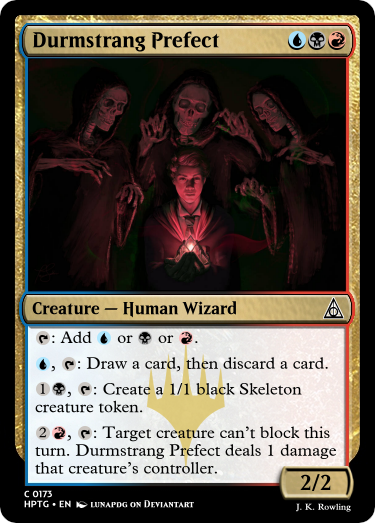 Durmstrang Prefect
Creature — Human Wizard
: Add or or .
, : Draw a card, then discard a card.
1 , : Create a 1/1 black Skeleton
creature token.
2 , : Target creature can't block this
turn. Durmstrang Prefect deals 1 damage
that creature's controller.
2/2
C 0173
HPTG • EN LUNAPDG ON DEVIANTART
J. K. Rowling